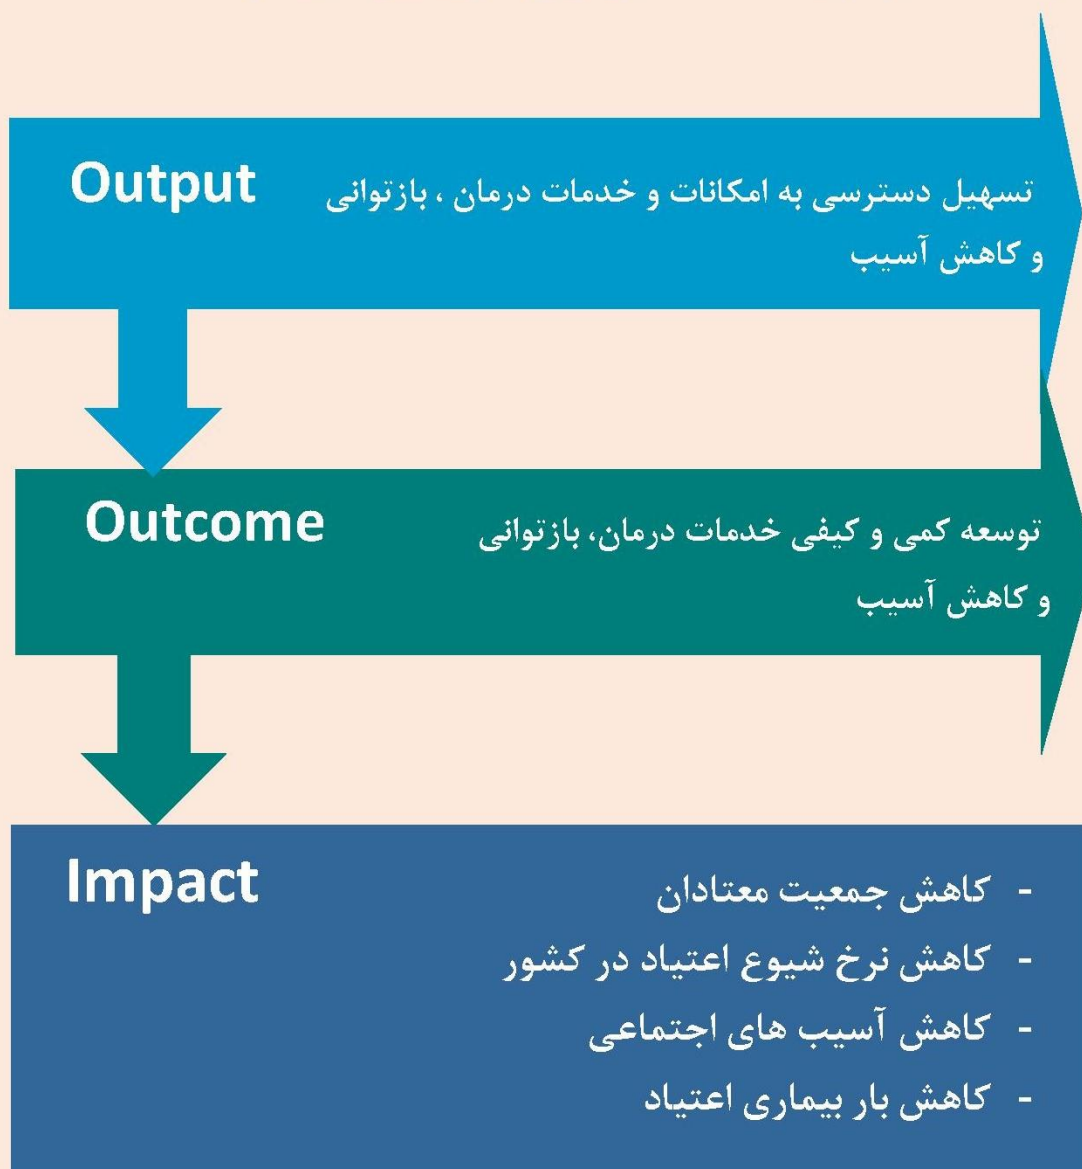 Output
تسهیل دسترسی به امکانات و خدمات درمان ، بازتوانی
و کاهش آسیب
Outcome
توسعه کمی و کیفی خدمات درمان، بازتوانی
و کاهش آسیب
Impact
- کاهش جمعیت معتادان
- کاهش نرخ شیوع اعتیاد در کشور
- کاهش آسیب های اجتماعی
- کاهش بار بیماری اعتیاد